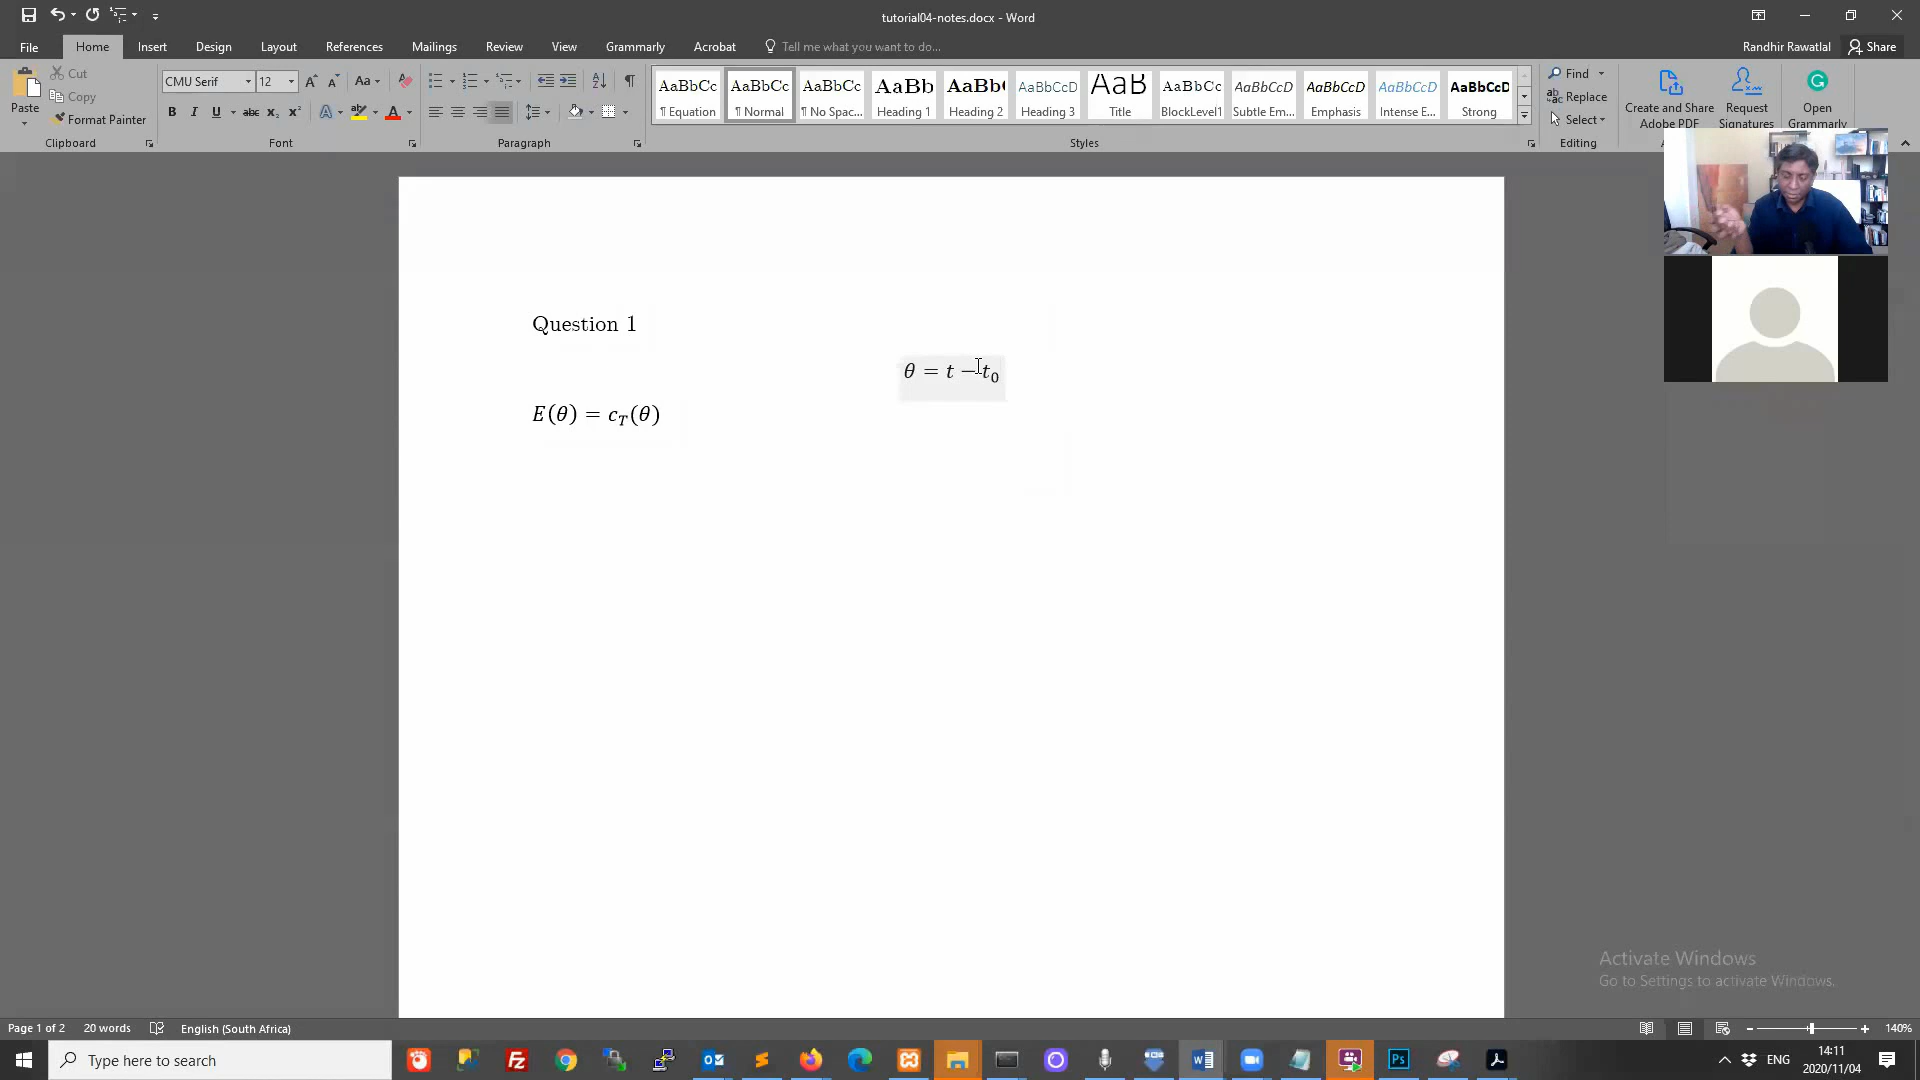 tutorial04-notes.docx - Word
File Home Insert Design Layout References Mailings Review View Grammarly Acrobat Tell me what you want to do... Randhir Rawatlal Share
Paste
Cut
Copy
Format Painter
Clipboard
CMU Serif 12 Aa
B I U abc x₂ x² A A
Font
Paragraph
AaBbCc AaBbCc AaBbCc AaBb AaBb( AaBbCcD AaB AaBbCc AaBbCcD AaBbCcD AaBbCcD AaBbCcD
¶ Equation ¶ Normal ¶ No Spac... Heading 1 Heading 2 Heading 3 Title BlockLevel1 Subtle Em... Emphasis Intense E... Strong
Styles
Find
Replace
Select
Editing
Create and Share
Adobe PDF
Request
Signatures
Open
Grammarly
Question 1
θ = t − t₀
E(θ) = c_T(θ)
Activate Windows
Go to Settings to activate Windows.
Page 1 of 2 20 words English (South Africa) 140%
Type here to search
ENG
14:11
2020/11/04